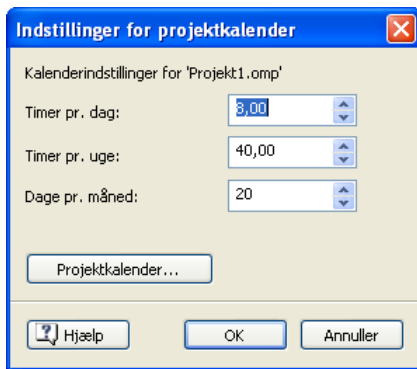 Indstillinger for projektkalender
Kalenderindstillinger for 'Projekt1.omp'
Timer pr. dag: 8,00
Timer pr. uge: 40,00
Dage pr. måned: 20
Projektkalender...
Hjælp OK Annuller